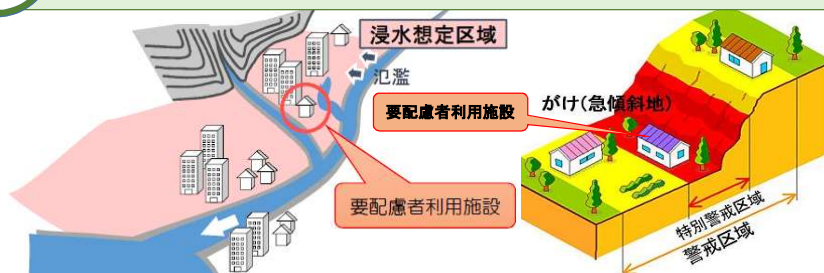 浸水想定区域
氾濫
要配慮者利用施設
要配慮者利用施設
がけ(急傾斜地)
特別警戒区域
警戒区域